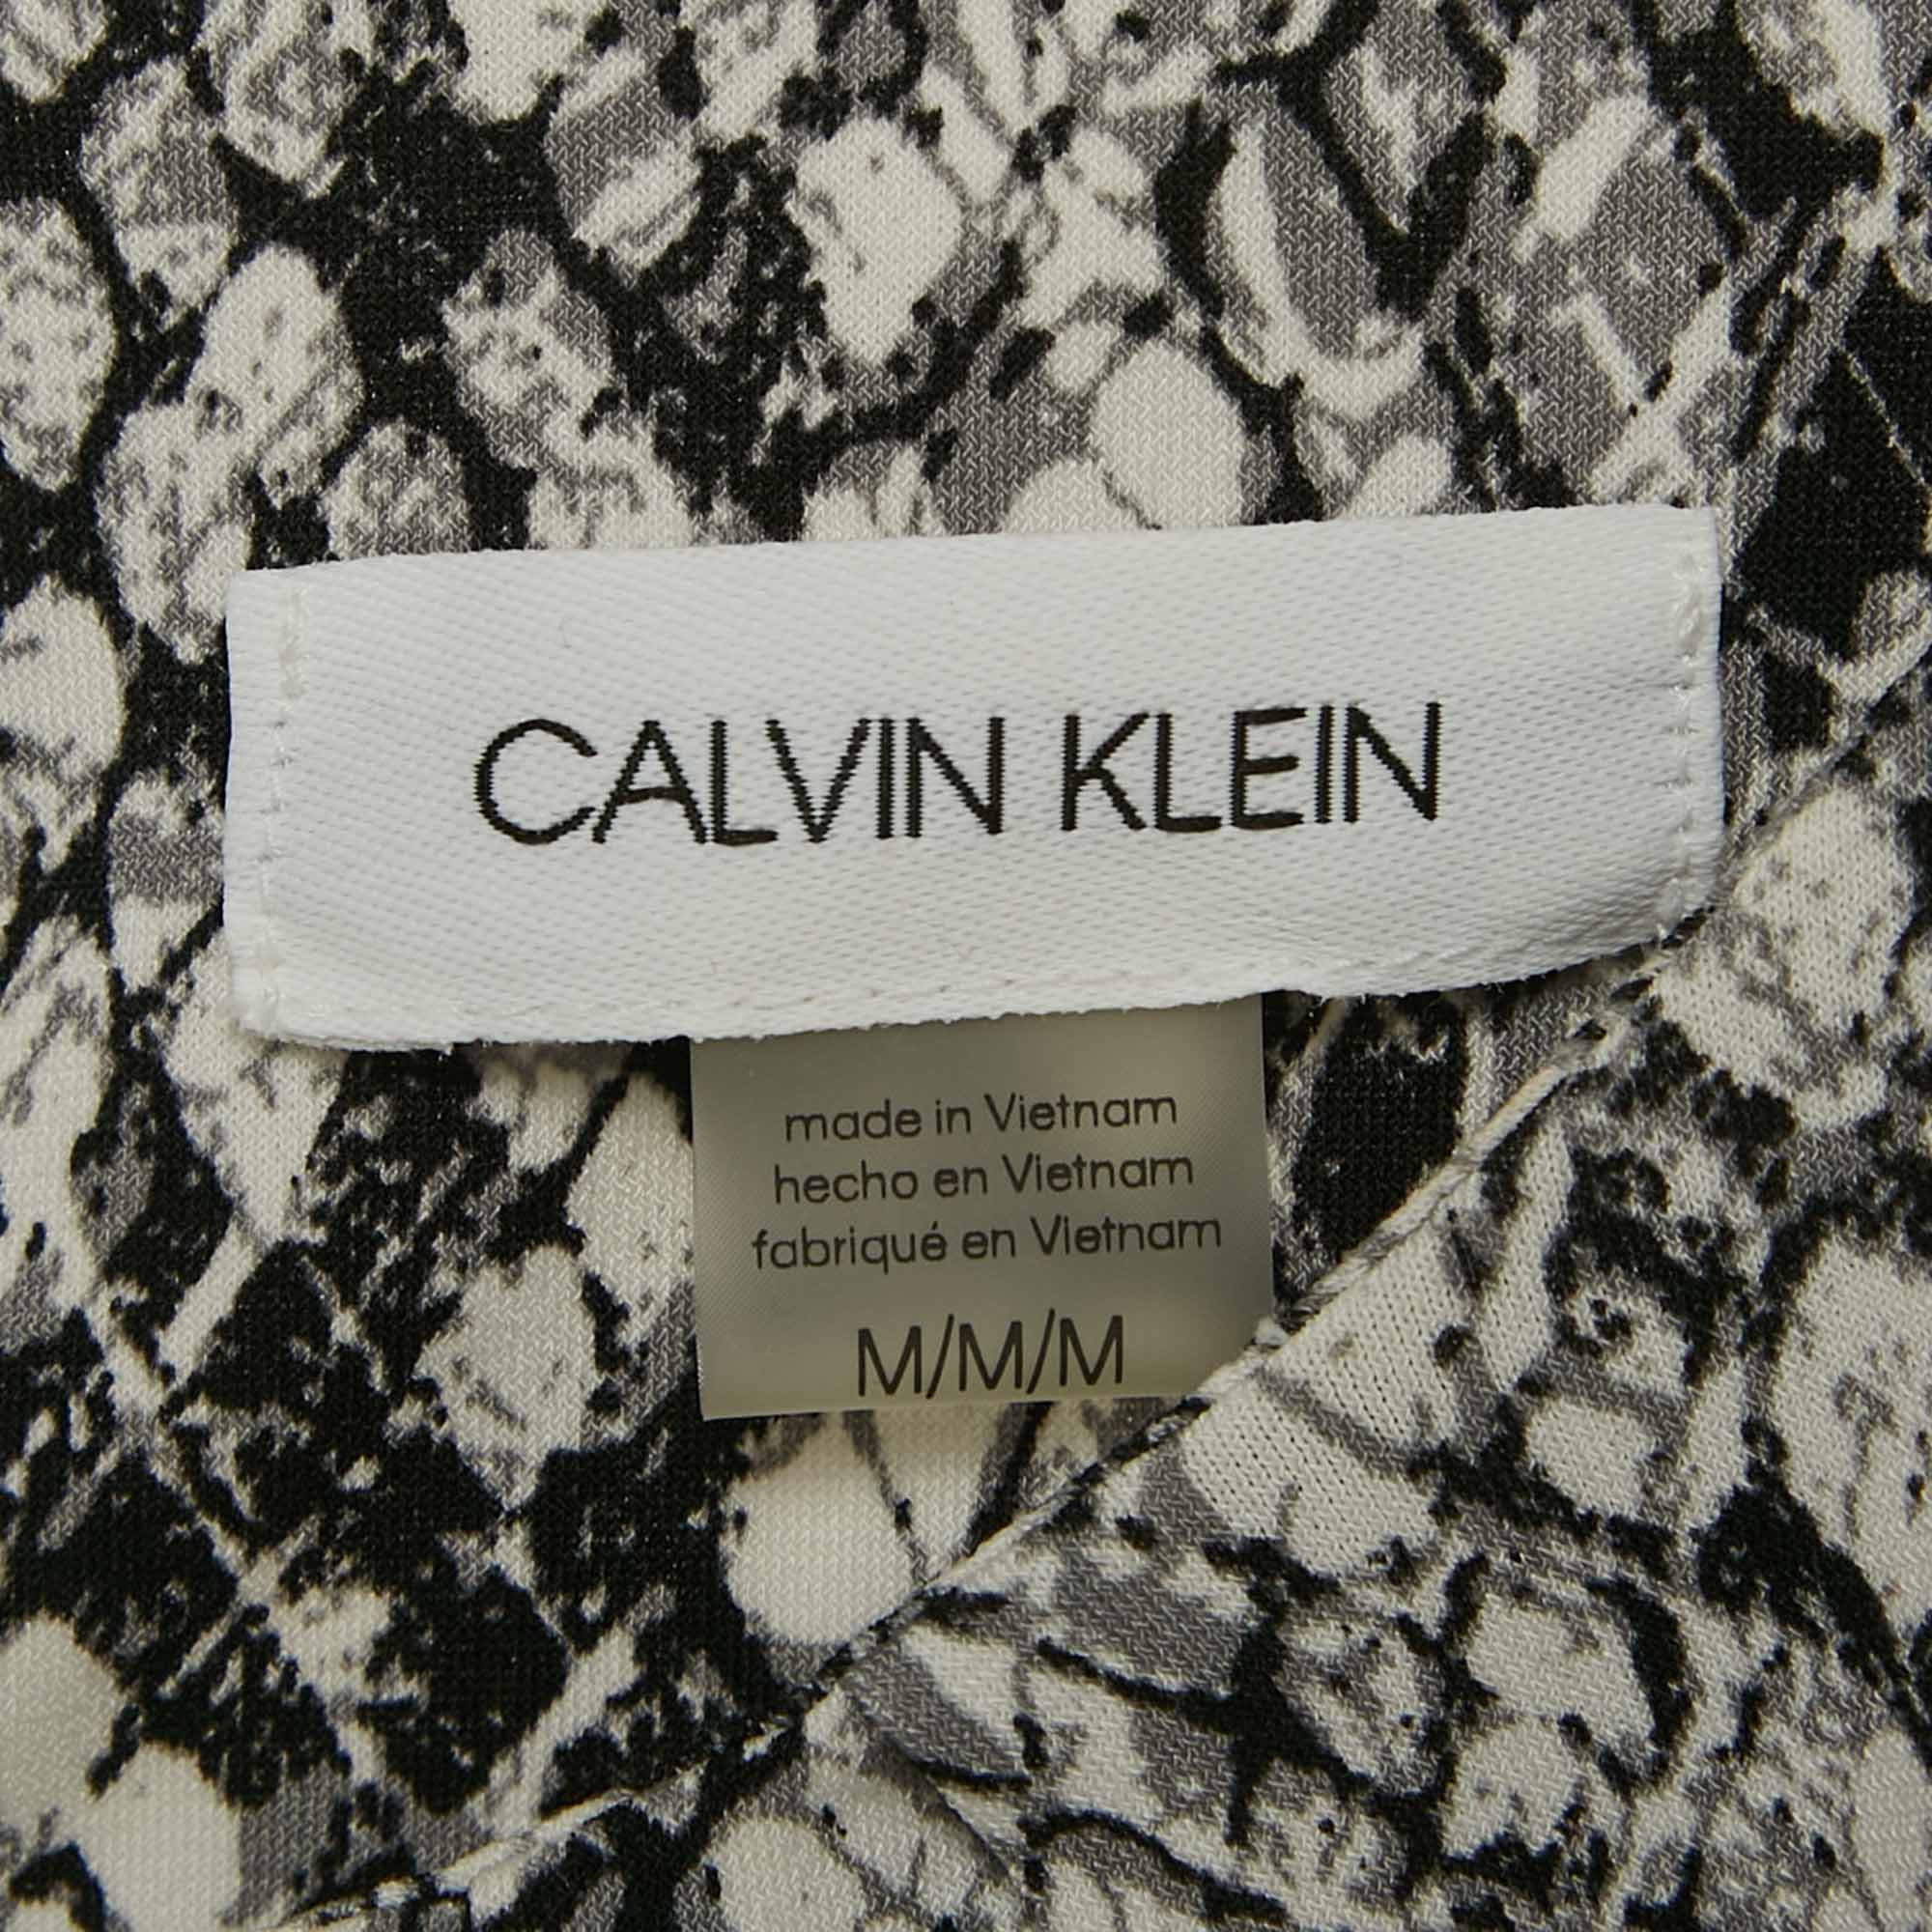 CALVIN KLEIN
made in Vietnam
hecho en Vietnam
fabriqué en Vietnam
M/M/M